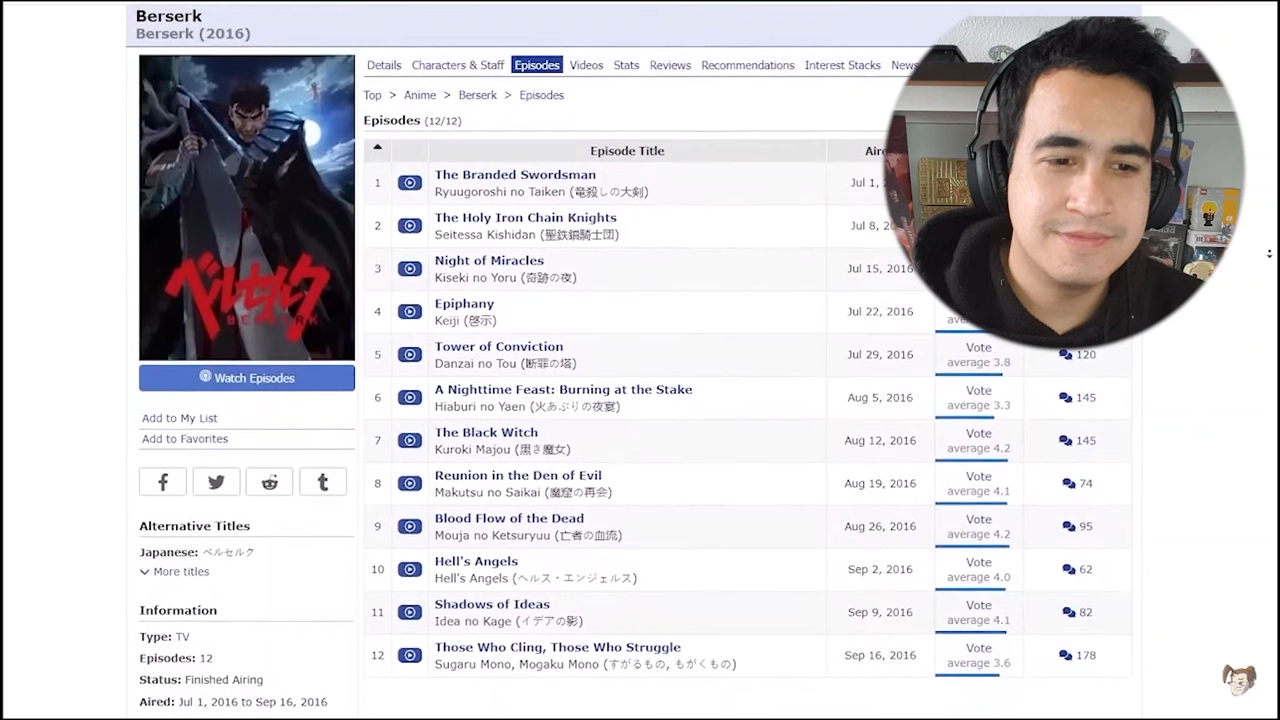 Berserk
Berserk (2016)
Details Characters & Staff Episodes Videos Stats Reviews Recommendations Interest Stacks News
Top > Anime > Berserk > Episodes
Episodes (12/12)
Episode Title
1 The Branded Swordsman Jul 1,
Ryuugoroshi no Taiken (竜殺しの大剣)
2 The Holy Iron Chain Knights Jul 8, 20
Seitessa Kishidan (聖鉄鎖騎士団)
3 Night of Miracles Jul 15, 2016
Kiseki no Yoru (奇跡の夜)
4 Epiphany Jul 22, 2016
Keiji (啓示)
5 Tower of Conviction Jul 29, 2016 Vote 120
Danzai no Tou (断罪の塔) average 3.8
6 A Nighttime Feast: Burning at the Stake Aug 5, 2016 Vote 145
Hiaburi no Yaen (火あぶりの夜宴) average 3.3
7 The Black Witch Aug 12, 2016 Vote 145
Kuroki Majou (黒き魔女) average 4.2
8 Reunion in the Den of Evil Aug 19, 2016 Vote 74
Makutsu no Saikai (魔窟の再会) average 4.1
9 Blood Flow of the Dead Aug 26, 2016 Vote 95
Mouja no Ketsuryuu (亡者の血流) average 4.2
10 Hell's Angels Sep 2, 2016 Vote 62
Hell's Angels (ヘルス・エンジェルス) average 4.0
11 Shadows of Ideas Sep 9, 2016 Vote 82
Idea no Kage (イデアの影) average 4.1
12 Those Who Cling, Those Who Struggle Sep 16, 2016 Vote 178
Sugaru Mono, Mogaku Mono (すがるもの, もがくもの) average 3.6
ベルセルク
BERSERK
Watch Episodes
Add to My List
Add to Favorites
Alternative Titles
Japanese: ベルセルク
More titles
Information
Type: TV
Episodes: 12
Status: Finished Airing
Aired: Jul 1, 2016 to Sep 16, 2016